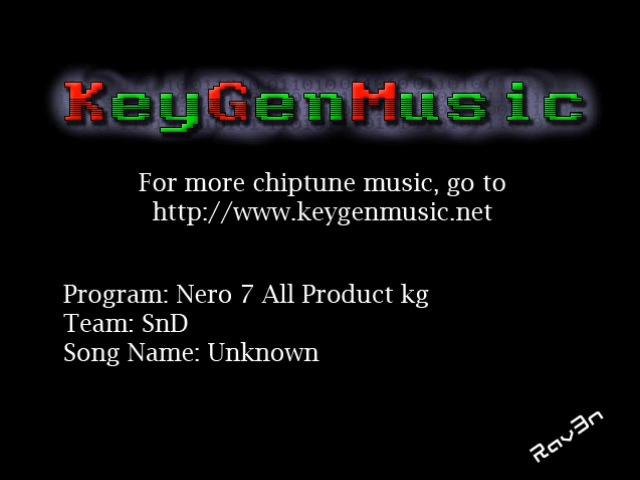 KeyGenMusic
For more chiptune music, go to
http://www.keygenmusic.net
Program: Nero 7 All Product kg
Team: SnD
Song Name: Unknown
Rav3n